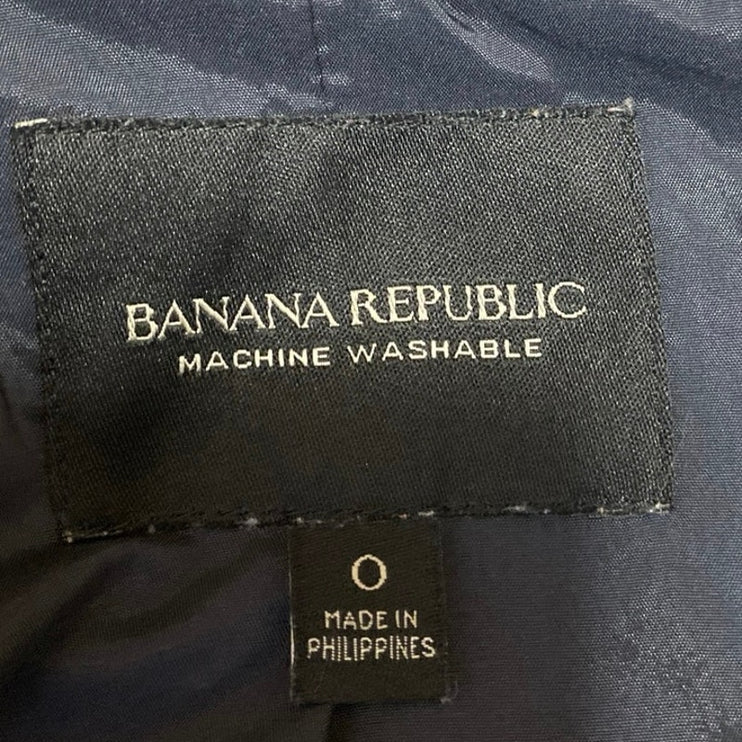 BANANA REPUBLIC
MACHINE WASHABLE
0
MADE IN
PHILIPPINES